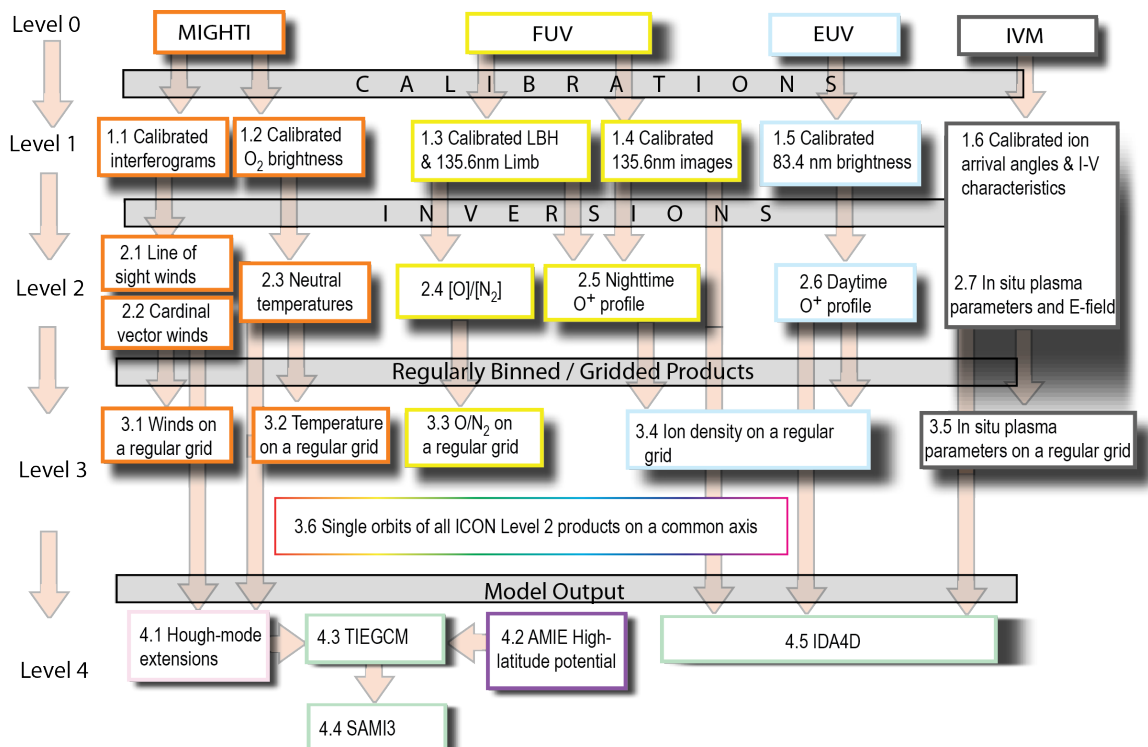 Level 0
MIGHTI
FUV
EUV
IVM
CALIBRATIONS
Level 1
1.1 Calibrated
interferograms
1.2 Calibrated
O₂ brightness
1.3 Calibrated LBH
& 135.6nm Limb
1.4 Calibrated
135.6nm images
1.5 Calibrated
83.4 nm brightness
1.6 Calibrated ion
arrival angles & I-V
characteristics
INVERSIONS
Level 2
2.1 Line of
sight winds
2.2 Cardinal
vector winds
2.3 Neutral
temperatures
2.4 [O]/[N₂]
2.5 Nighttime
O⁺ profile
2.6 Daytime
O⁺ profile
2.7 In situ plasma
parameters and E-field
Regularly Binned / Gridded Products
Level 3
3.1 Winds on
a regular grid
3.2 Temperature
on a regular grid
3.3 O/N₂ on
a regular grid
3.4 Ion density on a regular
grid
3.5 In situ plasma
parameters on a regular grid
3.6 Single orbits of all ICON Level 2 products on a common axis
Model Output
Level 4
4.1 Hough-mode
extensions
4.3 TIEGCM
4.2 AMIE High-
latitude potential
4.5 IDA4D
4.4 SAMI3